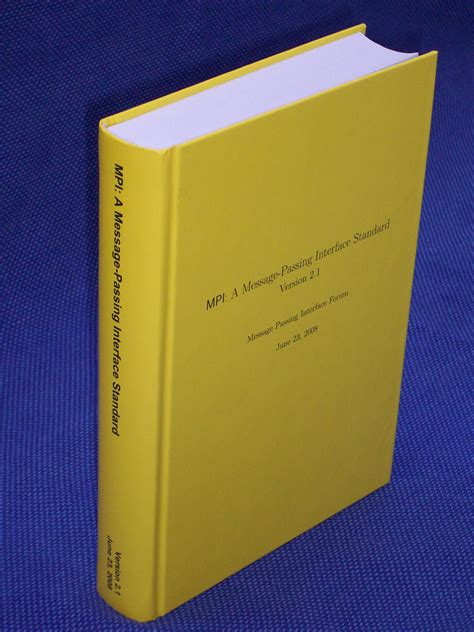 MPI: A Message-Passing Interface Standard
Version 2.1
June 23, 2008
MPI: A Message-Passing Interface Standard
Version 2.1
Message Passing Interface Forum
June 23, 2008